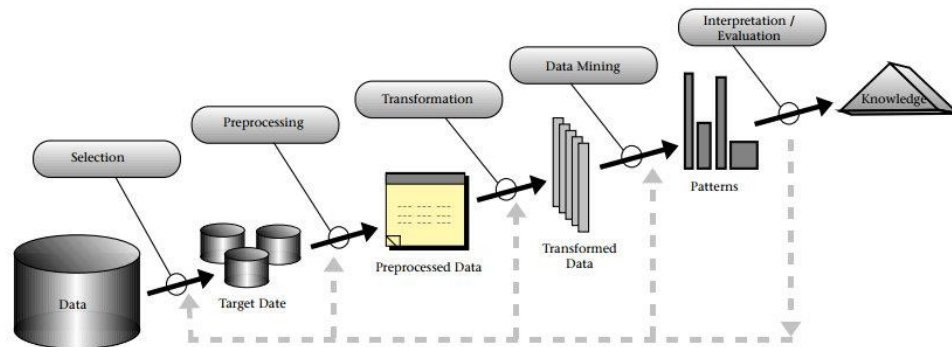 Interpretation /
Evaluation
Data Mining
Transformation
Preprocessing
Selection
Data
Target Date
Preprocessed Data
Transformed
Data
Patterns
Knowledge